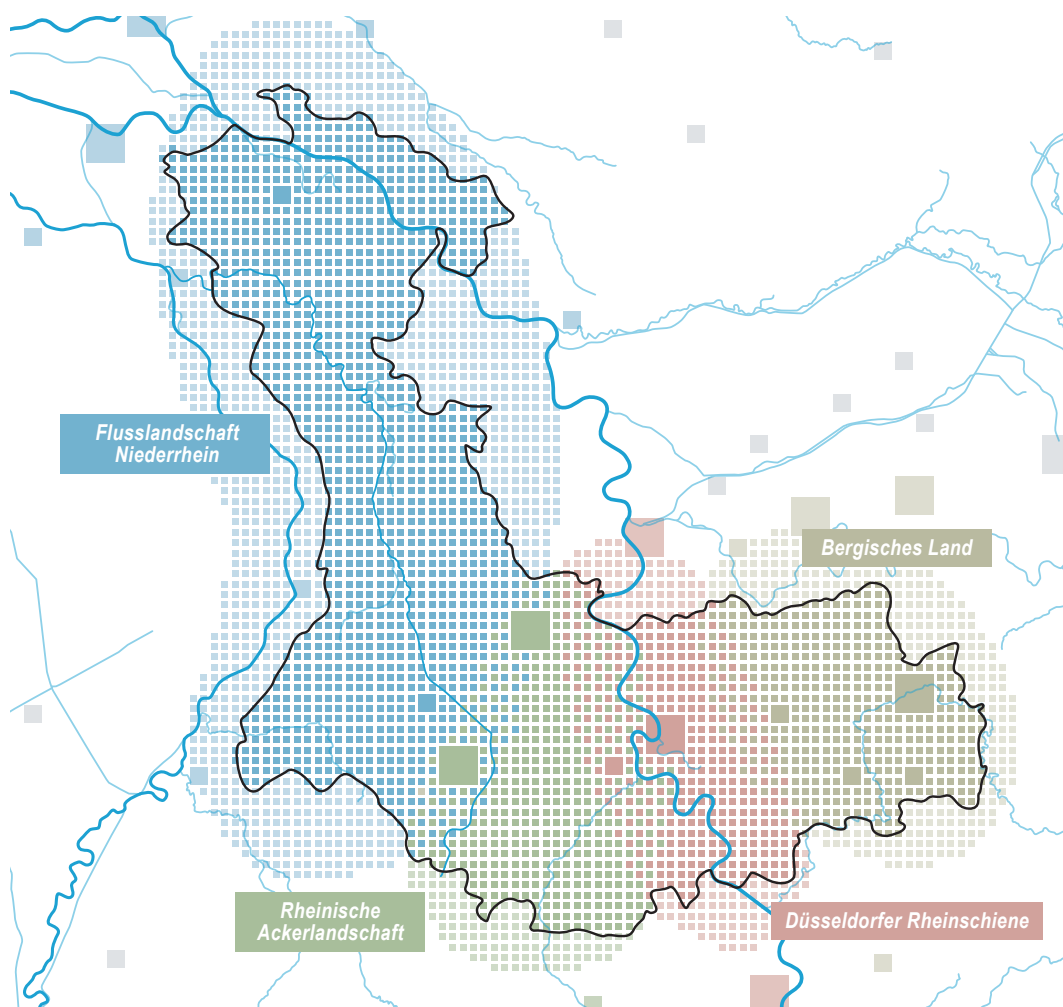 Flusslandschaft
Niederrhein
Bergisches Land
Rheinische
Ackerlandschaft
Düsseldorfer Rheinschiene